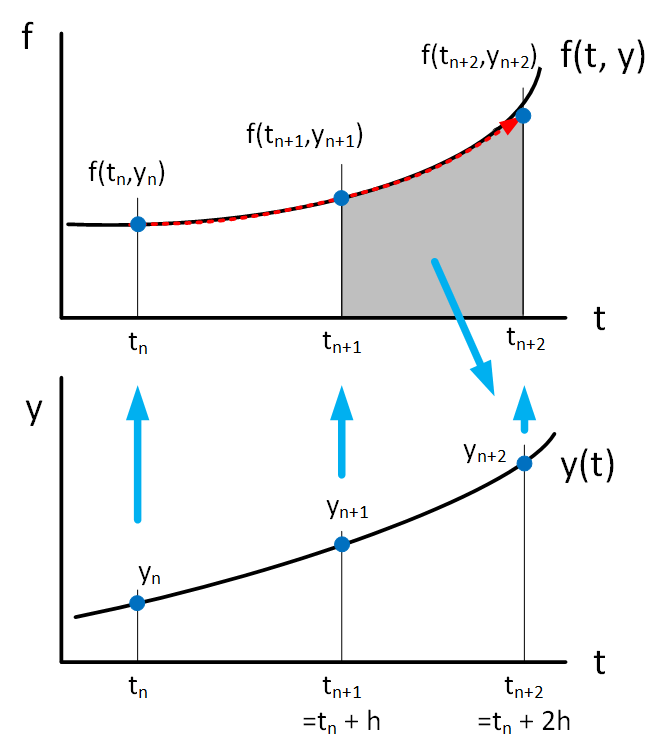 f
f(tn+2,yn+2)
f(t, y)
f(tn+1,yn+1)
f(tn,yn)
tn
tn+1
tn+2
t
y
yn+2
y(t)
yn+1
yn
tn
tn+1
tn+2
t
=tn + h
=tn + 2h